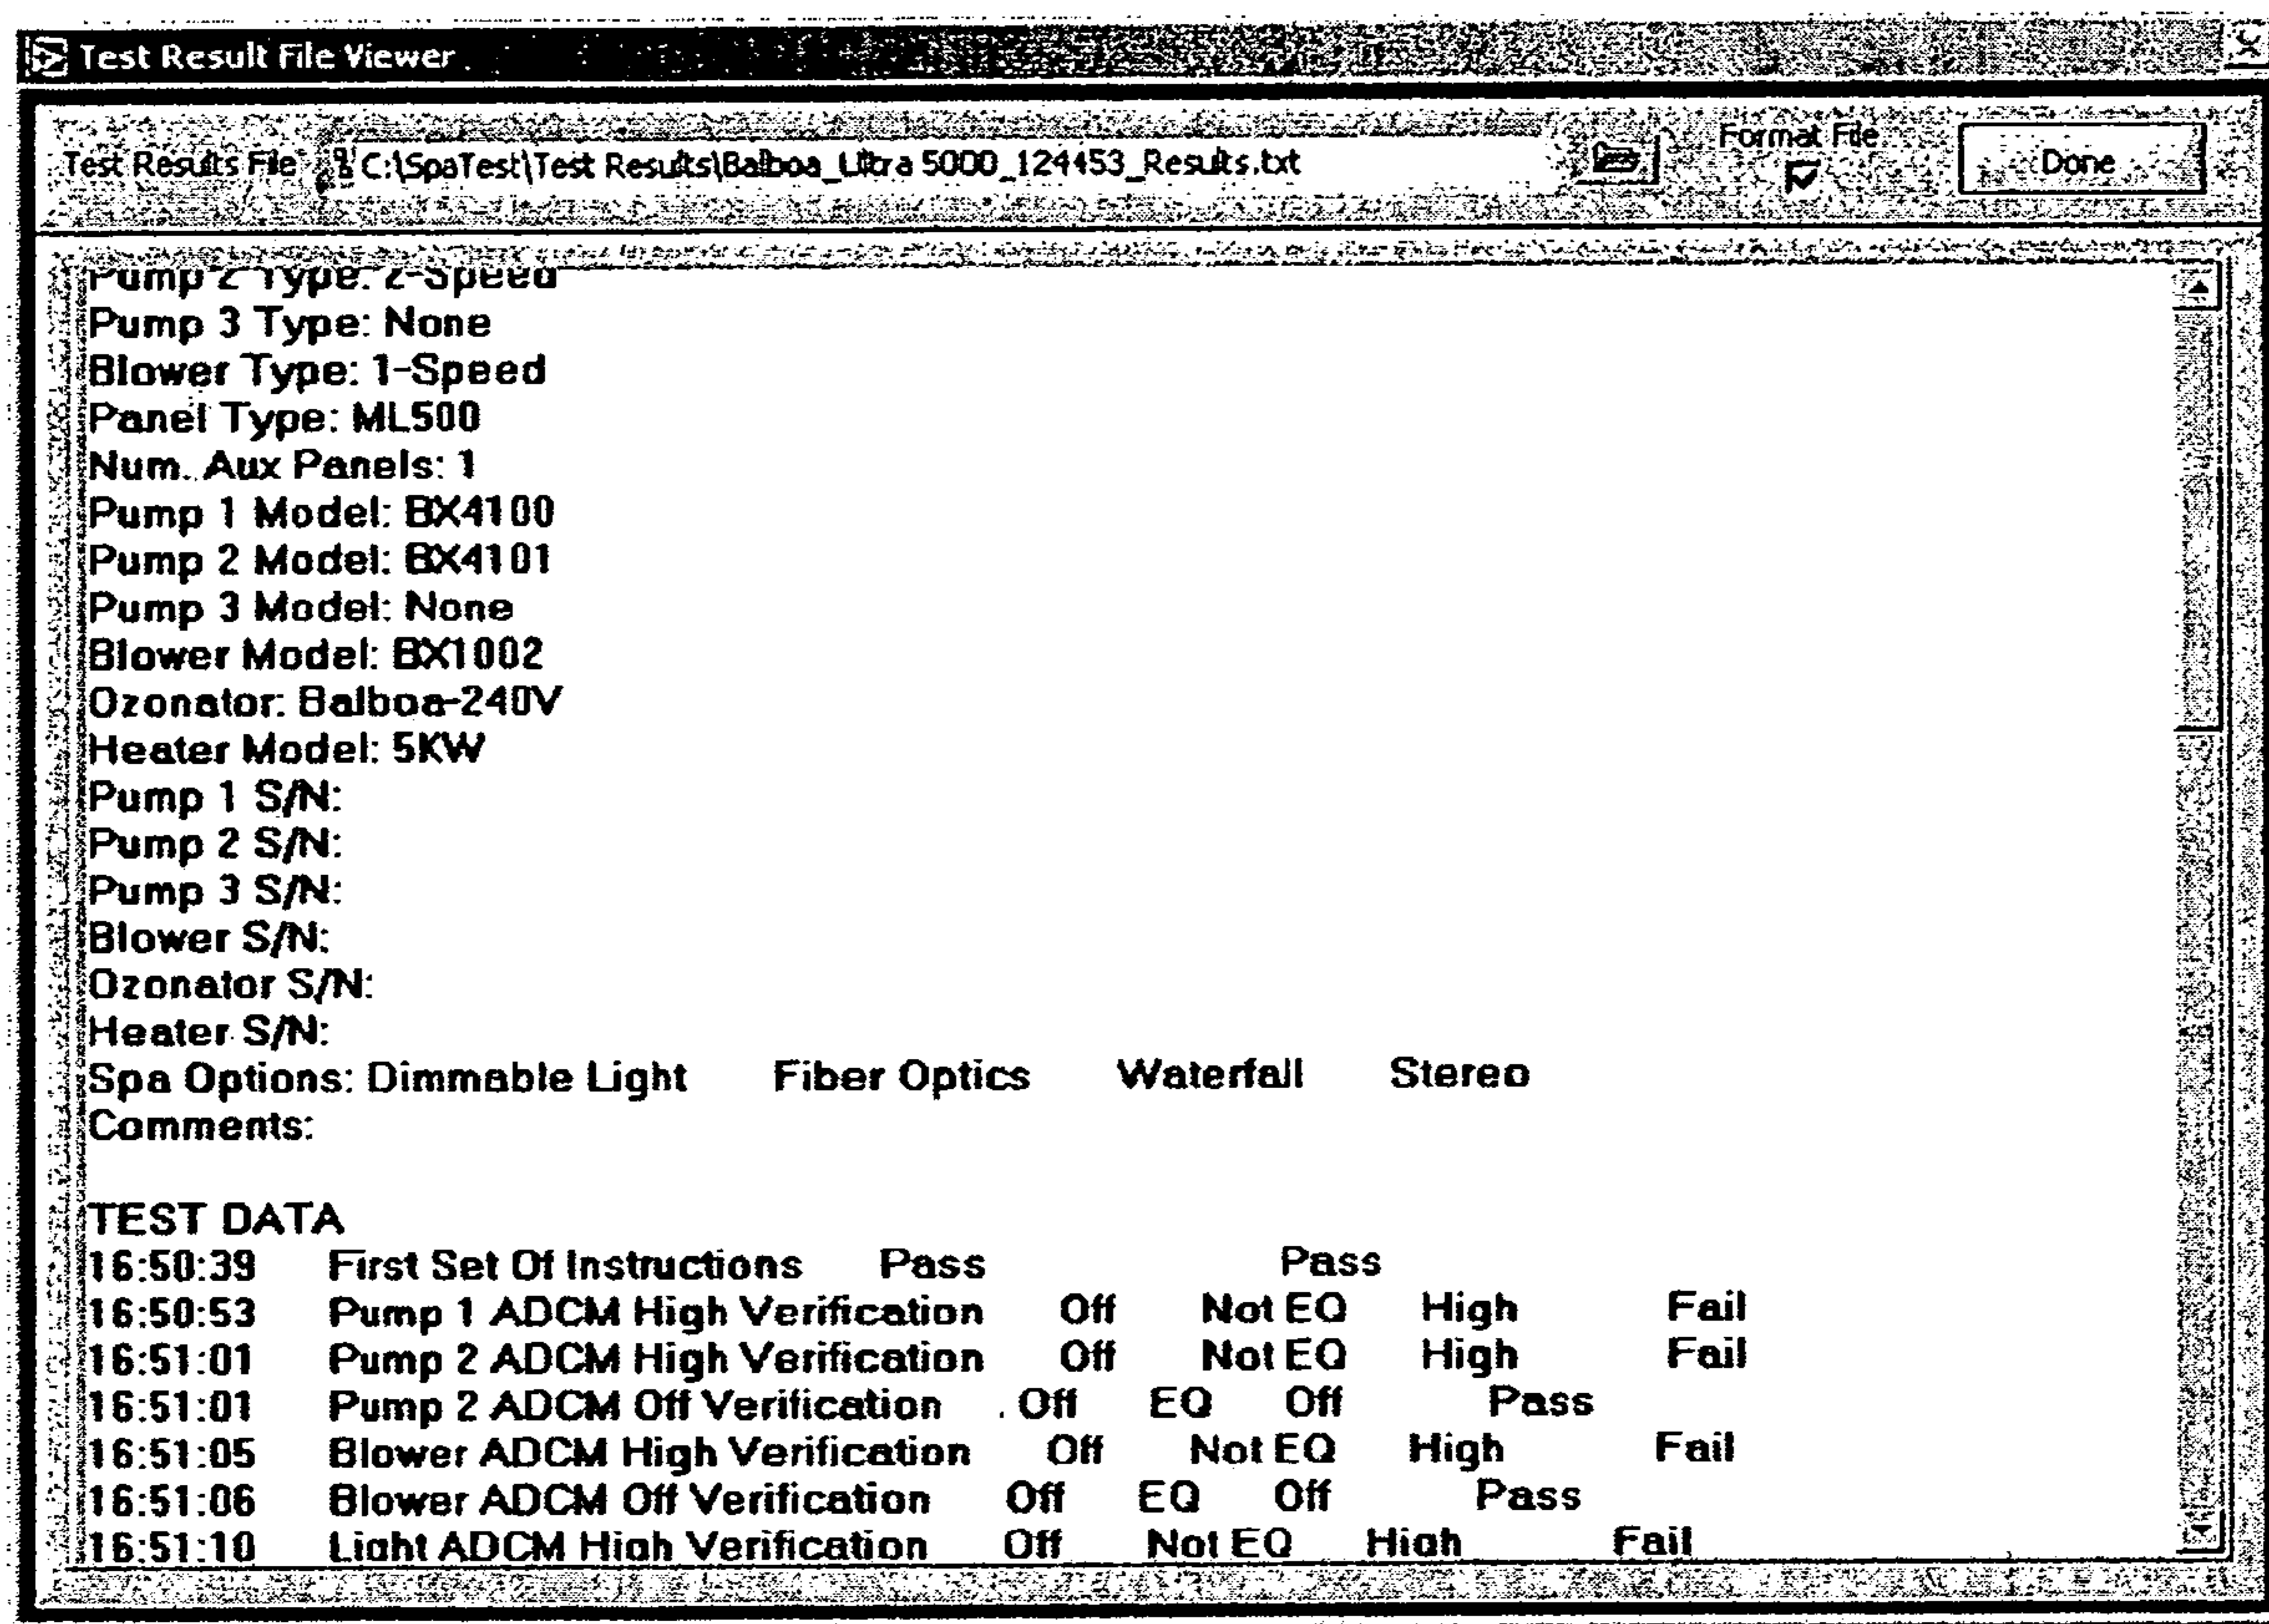 Test Result File Viewer
Test Results File C:\SpaTest\Test Results\Balboa_Ultra 5000_124453_Results.txt Format File Done
Pump 2 Type: 2-Speed
Pump 3 Type: None
Blower Type: 1-Speed
Panel Type: ML500
Num. Aux Panels: 1
Pump 1 Model: BX4100
Pump 2 Model: BX4101
Pump 3 Model: None
Blower Model: BX1002
Ozonator: Balboa-240V
Heater Model: 5KW
Pump 1 S/N:
Pump 2 S/N:
Pump 3 S/N:
Blower S/N:
Ozonator S/N:
Heater S/N:
Spa Options: Dimmable Light Fiber Optics Waterfall Stereo
Comments:
TEST DATA
16:50:39 First Set Of Instructions Pass Pass
16:50:53 Pump 1 ADCM High Verification Off Not EQ High Fail
16:51:01 Pump 2 ADCM High Verification Off Not EQ High Fail
16:51:01 Pump 2 ADCM Off Verification Off EQ Off Pass
16:51:05 Blower ADCM High Verification Off Not EQ High Fail
16:51:06 Blower ADCM Off Verification Off EQ Off Pass
16:51:10 Light ADCM High Verification Off Not EQ High Fail